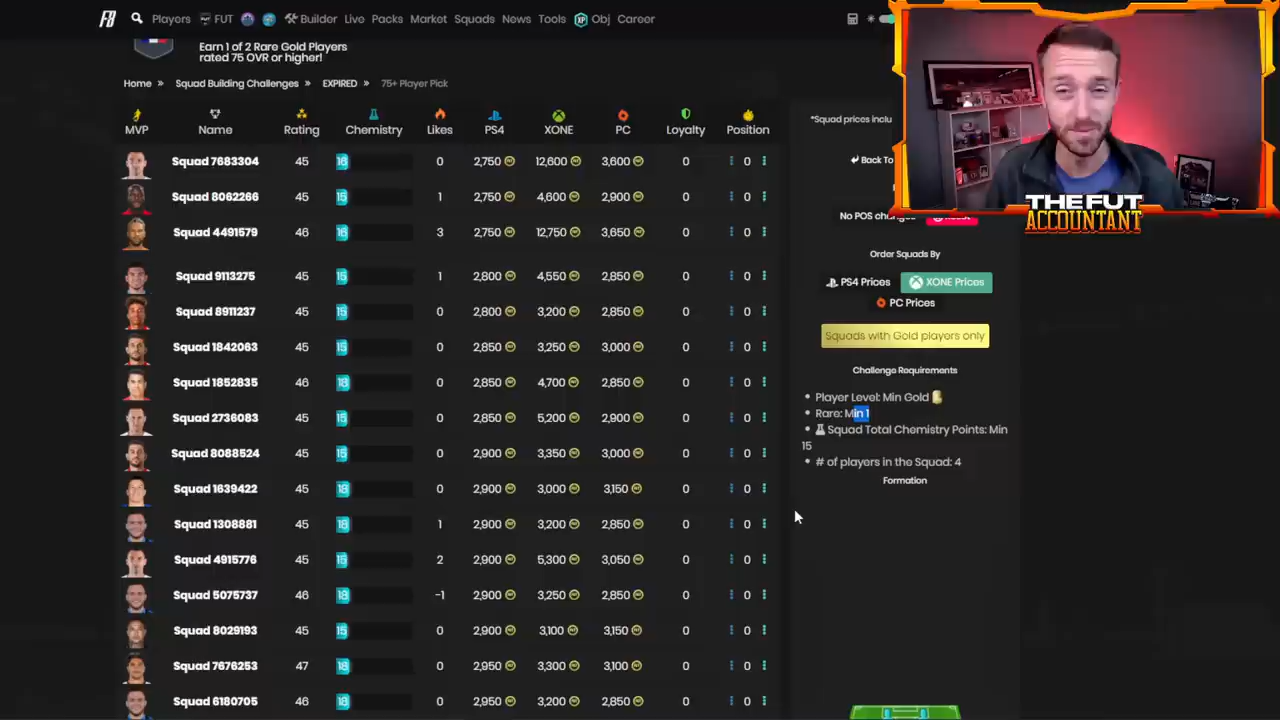 FB Players FUT Builder Live Packs Market Squads News Tools XP Obj Career
Earn 1 of 2 Rare Gold Players
rated 75 OVR or higher!
Home » Squad Building Challenges » EXPIRED » 75+ Player Pick
MVP Name Rating Chemistry Likes PS4 XONE PC Loyalty Position
Squad 7683304 45 16 0 2,750 12,600 3,600 0 0
Squad 8062266 45 15 1 2,750 4,600 2,900 0 0
46 16 3 2,750 12,750 3,650 0 0
Squad 9113275 45 15 1 2,800 4,550 2,850 0 0
Squad 8911237 45 15 0 2,800 3,200 2,850 0 0
Squad 1842063 45 15 0 2,850 3,250 3,000 0 0
Squad 1852835 46 18 0 2,850 4,700 2,850 0 0
Squad 2736083 45 15 0 2,850 5,200 2,900 0 0
Squad 8088524 45 15 0 2,900 3,350 3,000 0 0
Squad 1639422 45 18 0 2,900 3,000 3,150 0 0
Squad 1308881 45 18 1 2,900 3,200 2,850 0 0
Squad 4915776 45 15 2 2,900 5,300 3,050 0 0
Squad 5075737 46 18 -1 2,900 3,250 2,850 0 0
Squad 8029193 45 15 0 2,900 3,100 3,150 0 0
Squad 7676253 47 18 0 2,950 3,300 3,100 0 0
Squad 6180705 46 18 0 2,950 3,200 2,850 0 0
*Squad prices inclu
Back To
No POS changes
Order Squads By
PS4 Prices XONE Prices
PC Prices
Squads with Gold players only
Challenge Requirements
• Player Level: Min Gold
• Rare: Min 1
• Squad Total Chemistry Points: Min
15
• # of players in the Squad: 4
Formation
THE FUT
ACCOUNTANT